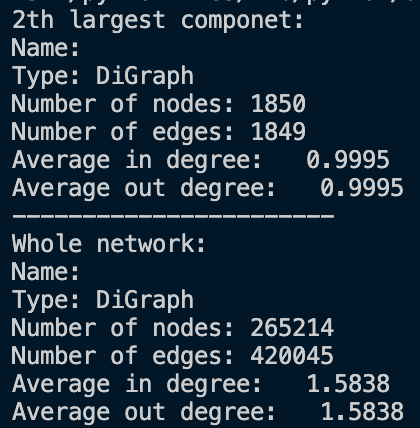 2th largest componet:
Name:
Type: DiGraph
Number of nodes: 1850
Number of edges: 1849
Average in degree:   0.9995
Average out degree:   0.9995
-----------------------
Whole network:
Name:
Type: DiGraph
Number of nodes: 265214
Number of edges: 420045
Average in degree:   1.5838
Average out degree:   1.5838